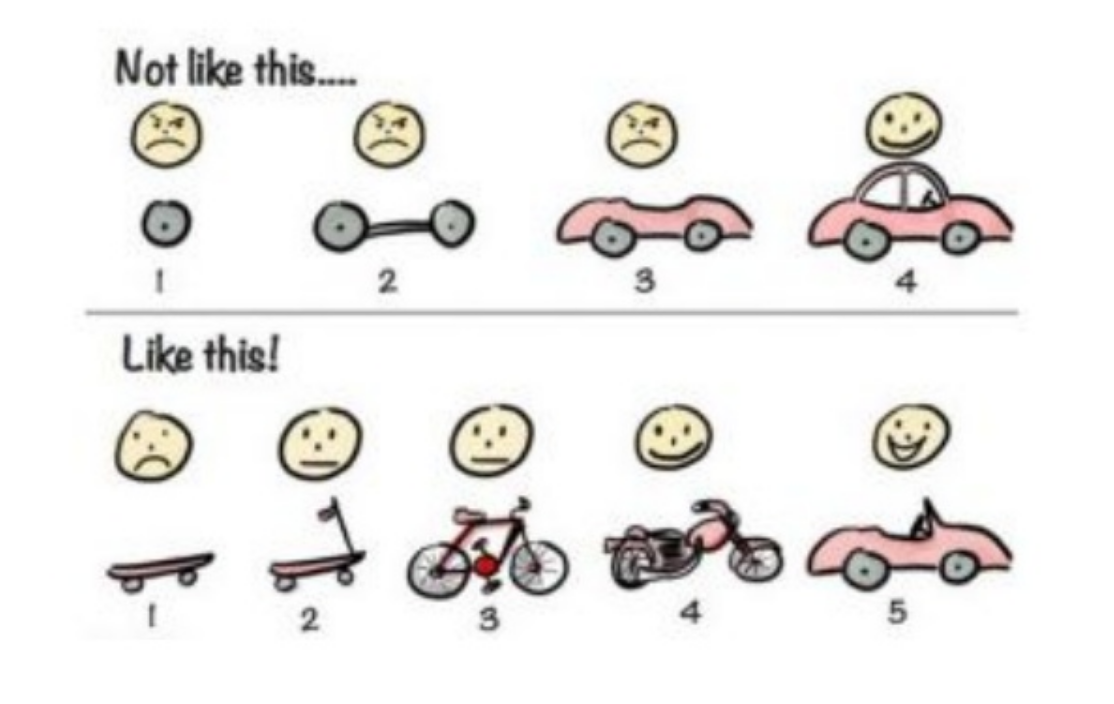 Not like this....
1 2 3 4
Like this!
1 2 3 4 5